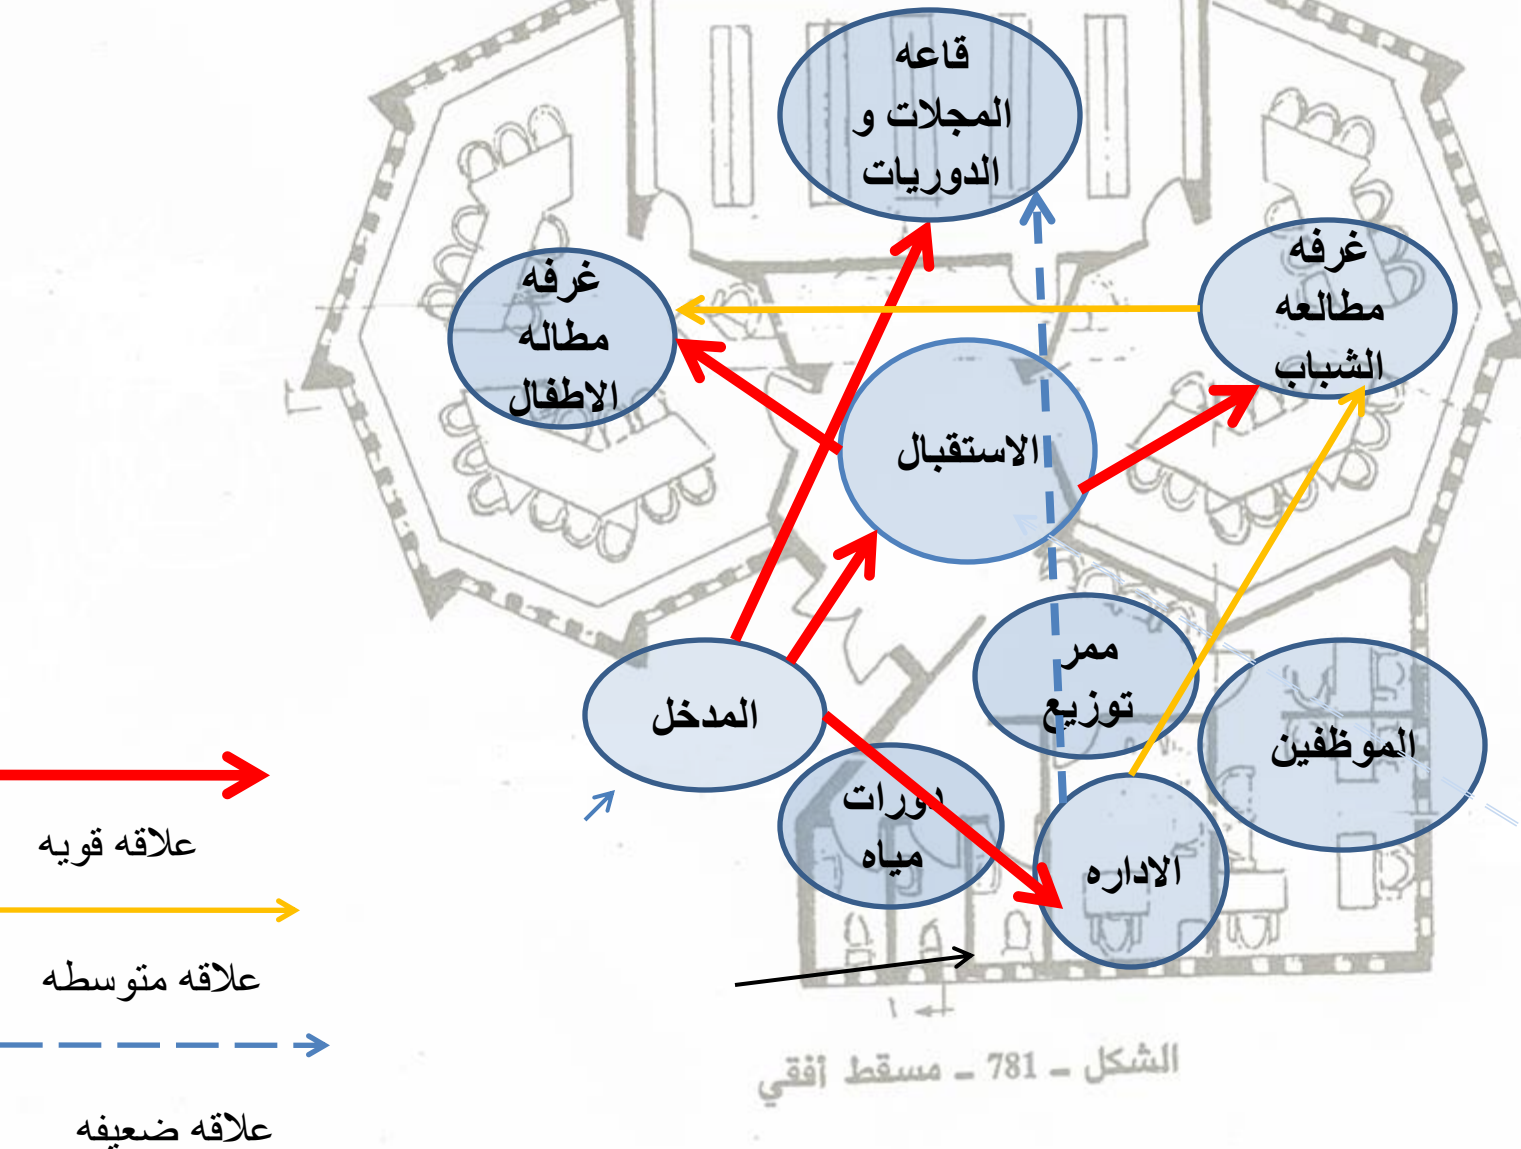 قاعه
المجلات و
الدوريات
غرفه
مطالعه
الشباب
غرفه
مطاله
الاطفال
الاستقبال
ممر
توزيع
المدخل
الموظفين
دورات
مياه
الاداره
علاقه قويه
علاقه متوسطه
علاقه ضعيفه
الشكل - 781 - مسقط أفقي